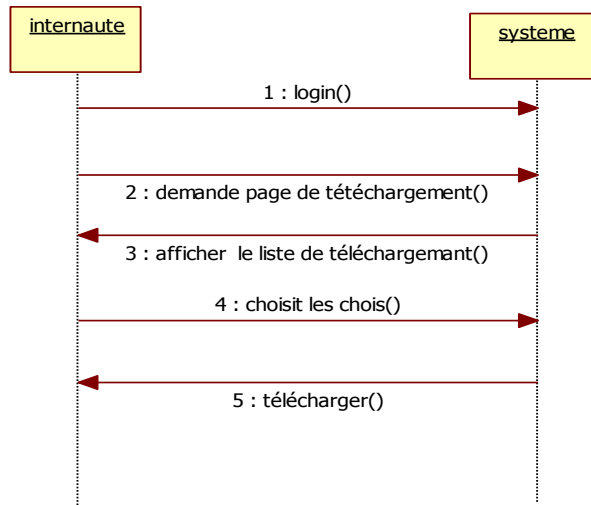 internaute
systeme
1 : login()
2 : demande page de tétéchargement()
3 : afficher  le liste de téléchargemant()
4 : choisit les chois()
5 : télécharger()